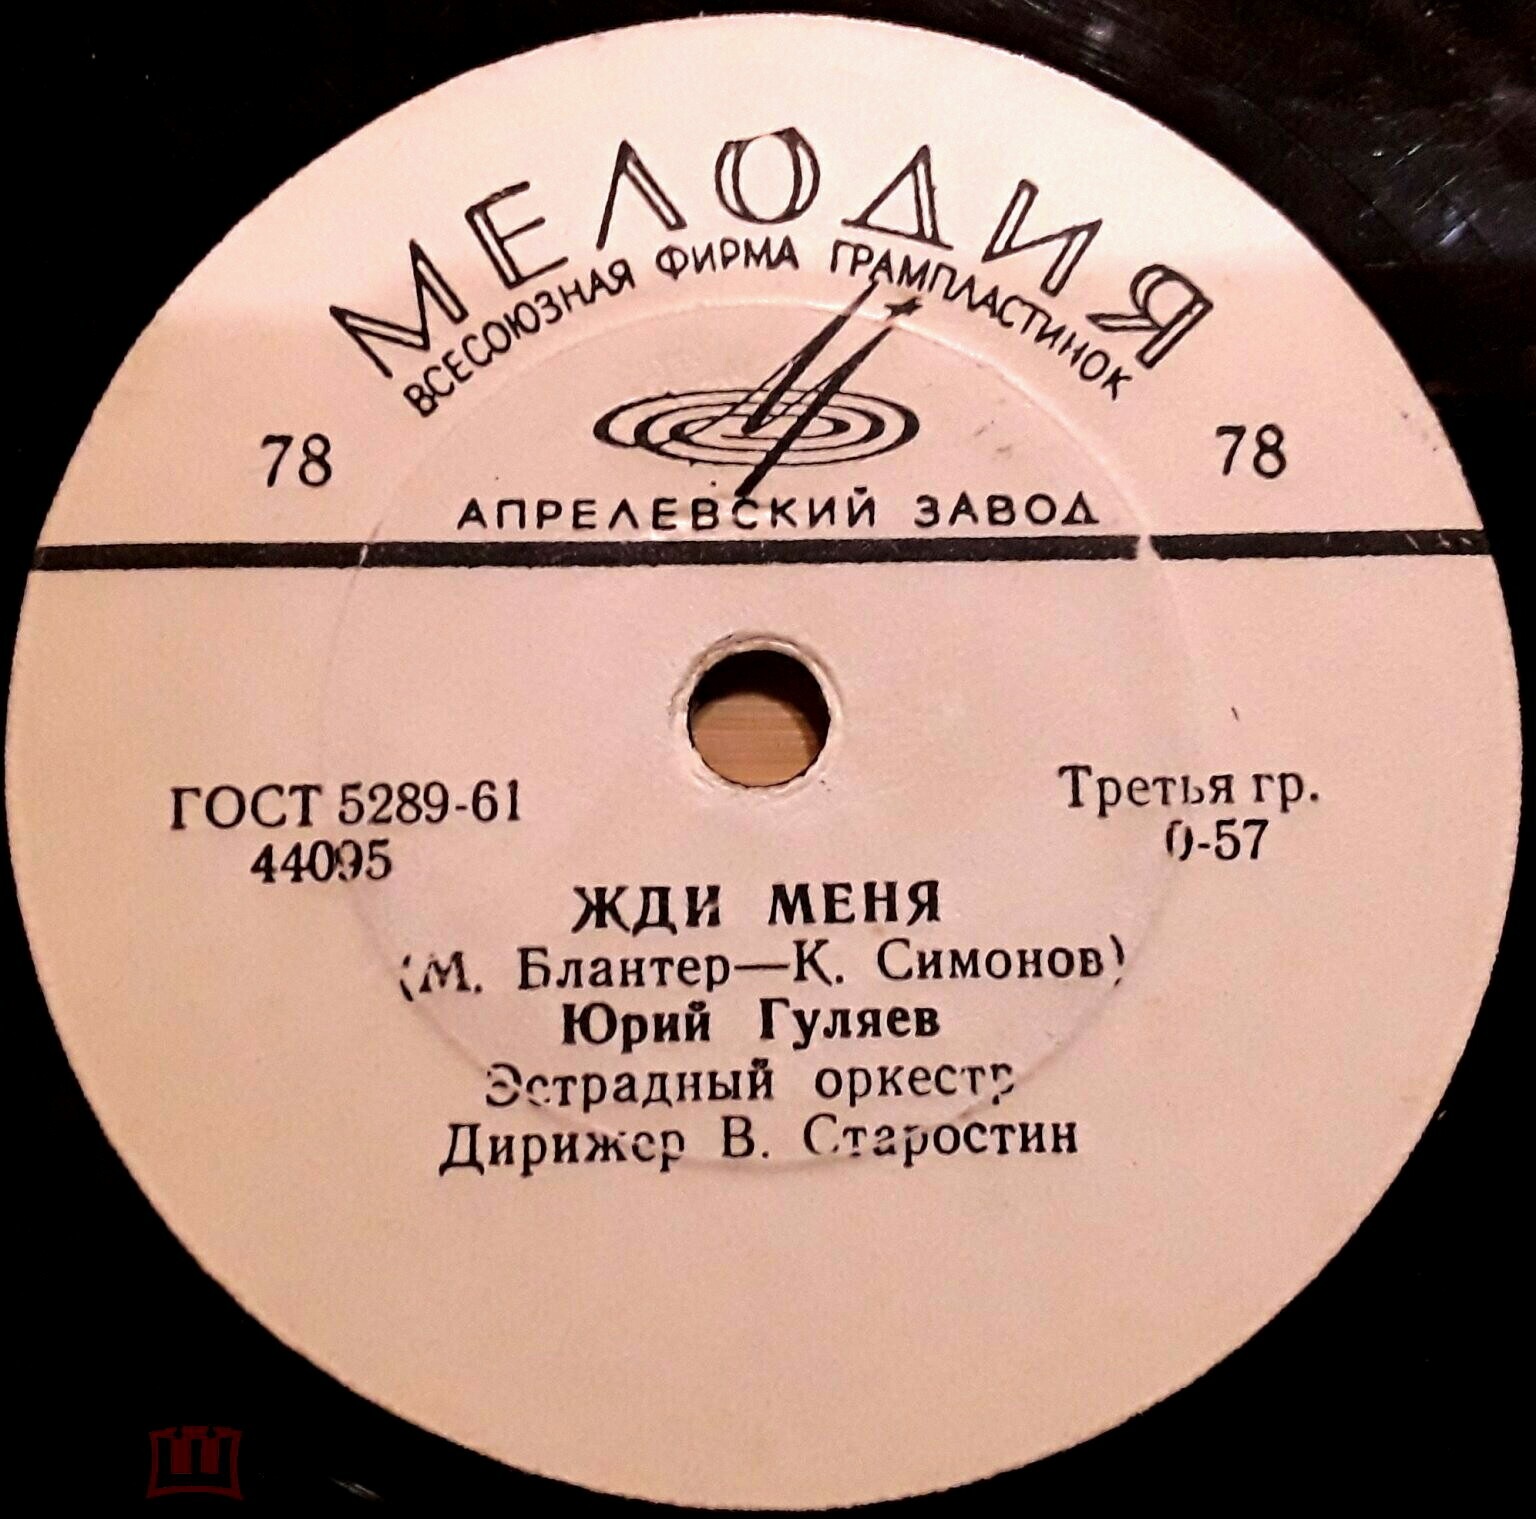 МЕЛОДИЯ
ВСЕСОЮЗНАЯ ФИРМА ГРАМПЛАСТИНОК
78
78
АПРЕЛЕВСКИЙ ЗАВОД
ГОСТ 5289-61
44095
Третья гр.
0-57
ЖДИ МЕНЯ
(М. Блантер—К. Симонов)
Юрий Гуляев
Эстрадный оркестр
Дирижер В. Старостин